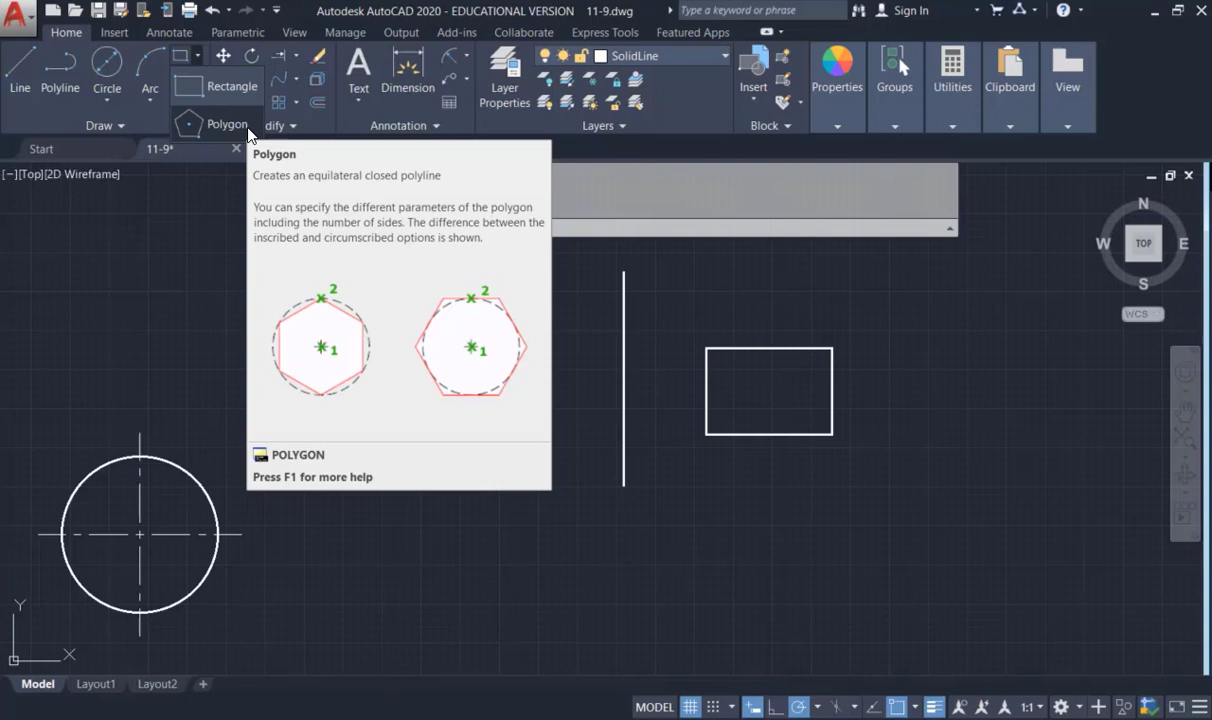 Autodesk AutoCAD 2020 - EDUCATIONAL VERSION 11-9.dwg
Type a keyword or phrase
Sign In
Home Insert Annotate Parametric View Manage Output Add-ins Collaborate Express Tools Featured Apps
Line
Polyline
Circle
Arc
Rectangle
Polygon
Text
Dimension
Layer
Properties
SolidLine
Insert
Properties
Groups
Utilities
Clipboard
View
Draw
dify
Annotation
Layers
Block
Start
11-9*
[−][Top][2D Wireframe]
Polygon
Creates an equilateral closed polyline
You can specify the different parameters of the polygon
including the number of sides. The difference between the
inscribed and circumscribed options is shown.
2
1
2
1
POLYGON
Press F1 for more help
N
W
TOP
E
S
WCS
Y
X
Model
Layout1
Layout2
MODEL
1:1